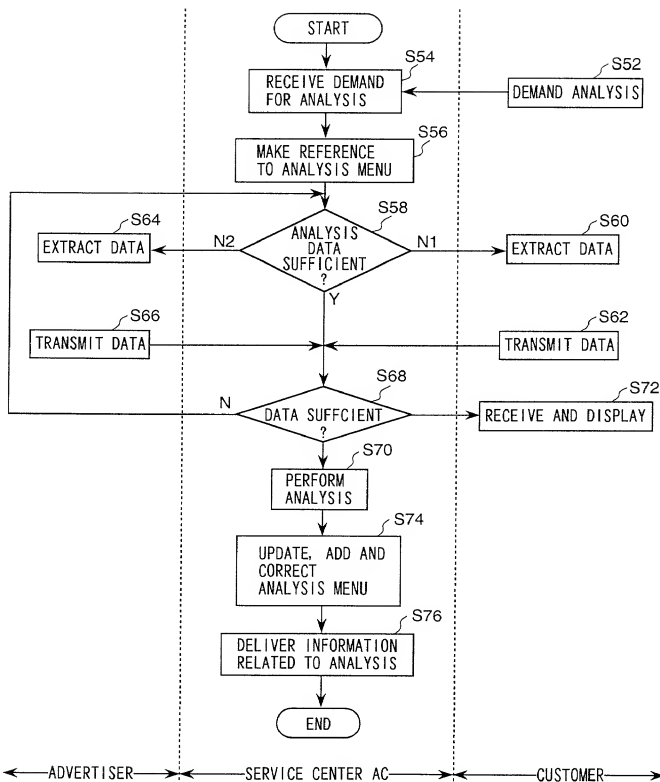 START
S54
RECEIVE DEMAND
FOR ANALYSIS
S52
DEMAND ANALYSIS
S56
MAKE REFERENCE
TO ANALYSIS MENU
S64
EXTRACT DATA
N2
S58
ANALYSIS
DATA
SUFFICIENT
?
N1
S60
EXTRACT DATA
Y
S66
TRANSMIT DATA
S62
TRANSMIT DATA
N
S68
DATA SUFFCIENT
?
S72
RECEIVE AND DISPLAY
S70
PERFORM
ANALYSIS
S74
UPDATE, ADD AND
CORRECT
ANALYSIS MENU
S76
DELIVER INFORMATION
RELATED TO ANALYSIS
END
ADVERTISER
SERVICE CENTER AC
CUSTOMER